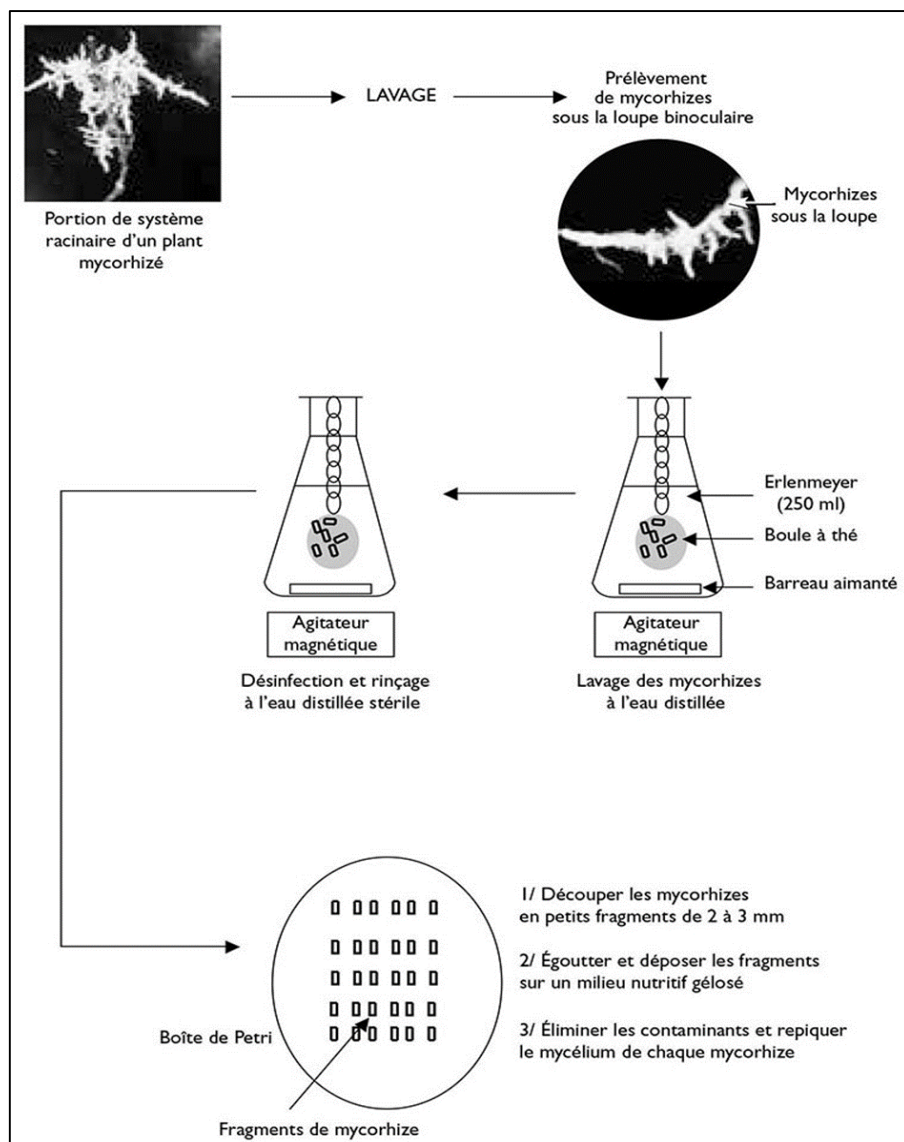 LAVAGE
Prélèvement
de mycorhizes
sous la loupe binoculaire
Portion de système
racinaire d'un plant
mycorhizé
Mycorhizes
sous la loupe
Erlenmeyer
(250 ml)
Boule à thé
Barreau aimanté
Agitateur
magnétique
Lavage des mycorhizes
à l'eau distillée
Agitateur
magnétique
Désinfection et rinçage
à l'eau distillée stérile
1/ Découper les mycorhizes
en petits fragments de 2 à 3 mm
2/ Égoutter et déposer les fragments
sur un milieu nutritif gélosé
3/ Éliminer les contaminants et repiquer
le mycélium de chaque mycorhize
Boîte de Petri
Fragments de mycorhize